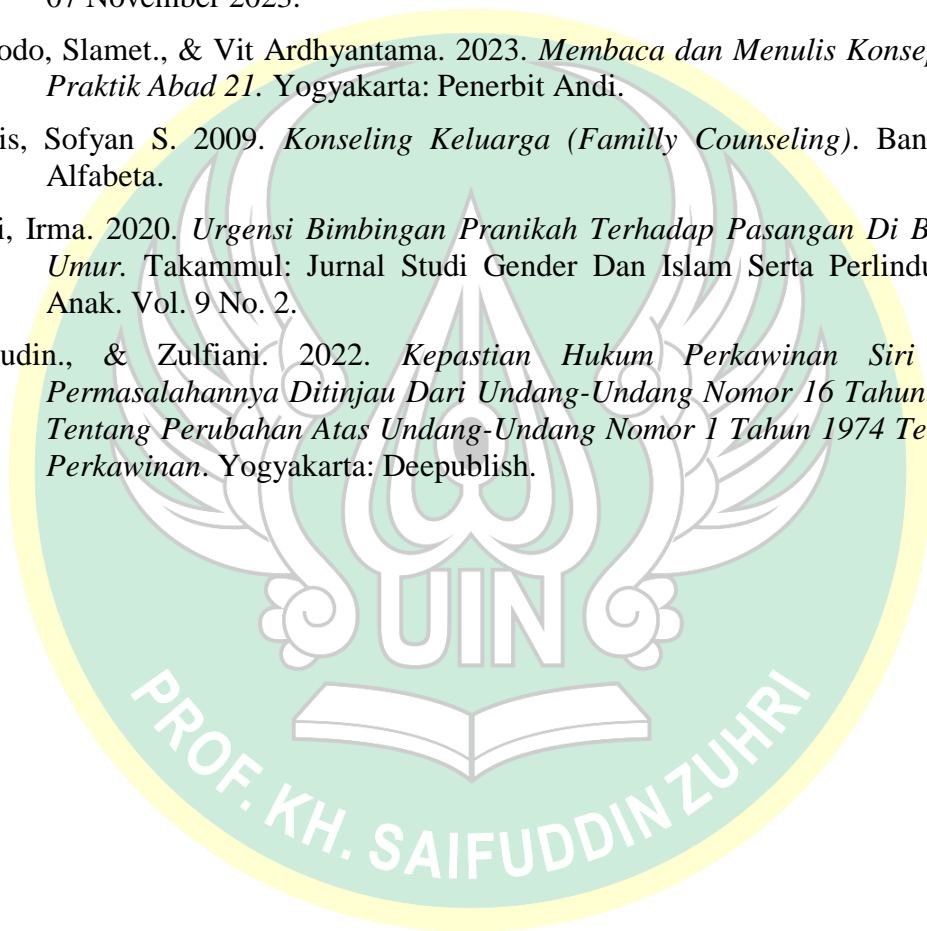 07 November 2023.
odo, Slamet., & Vit Ardhyantama. 2023. Membaca dan Menulis Konsep
Praktik Abad 21. Yogyakarta: Penerbit Andi.
is, Sofyan S. 2009. Konseling Keluarga (Familly Counseling). Ban
Alfabeta.
i, Irma. 2020. Urgensi Bimbingan Pranikah Terhadap Pasangan Di B
Umur. Takammul: Jurnal Studi Gender Dan Islam Serta Perlindu
Anak. Vol. 9 No. 2.
udin., & Zulfiani. 2022. Kepastian Hukum Perkawinan Siri
Permasalahannya Ditinjau Dari Undang-Undang Nomor 16 Tahun
Tentang Perubahan Atas Undang-Undang Nomor 1 Tahun 1974 Te
Perkawinan. Yogyakarta: Deepublish.
UIN
PROF. KH. SAIFUDDIN ZUHRI